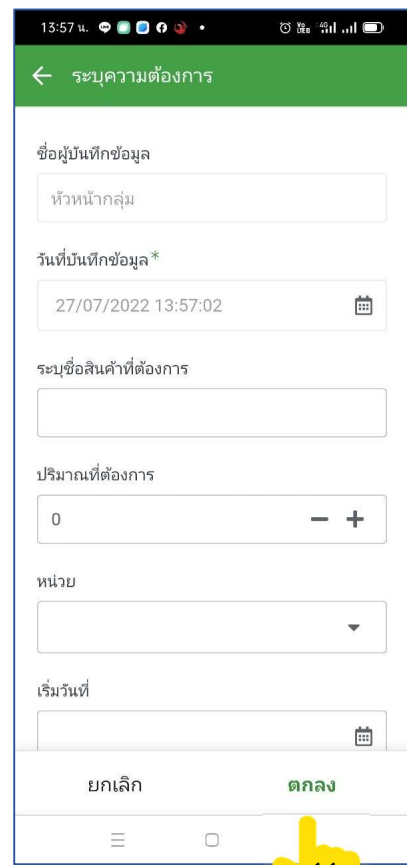 13:57 น.
ระบุความต้องการ
ชื่อผู้บันทึกข้อมูล
หัวหน้ากลุ่ม
วันที่บันทึกข้อมูล*
27/07/2022 13:57:02
ระบุชื่อสินค้าที่ต้องการ
ปริมาณที่ต้องการ
0
หน่วย
เริ่มวันที่
ยกเลิก ตกลง